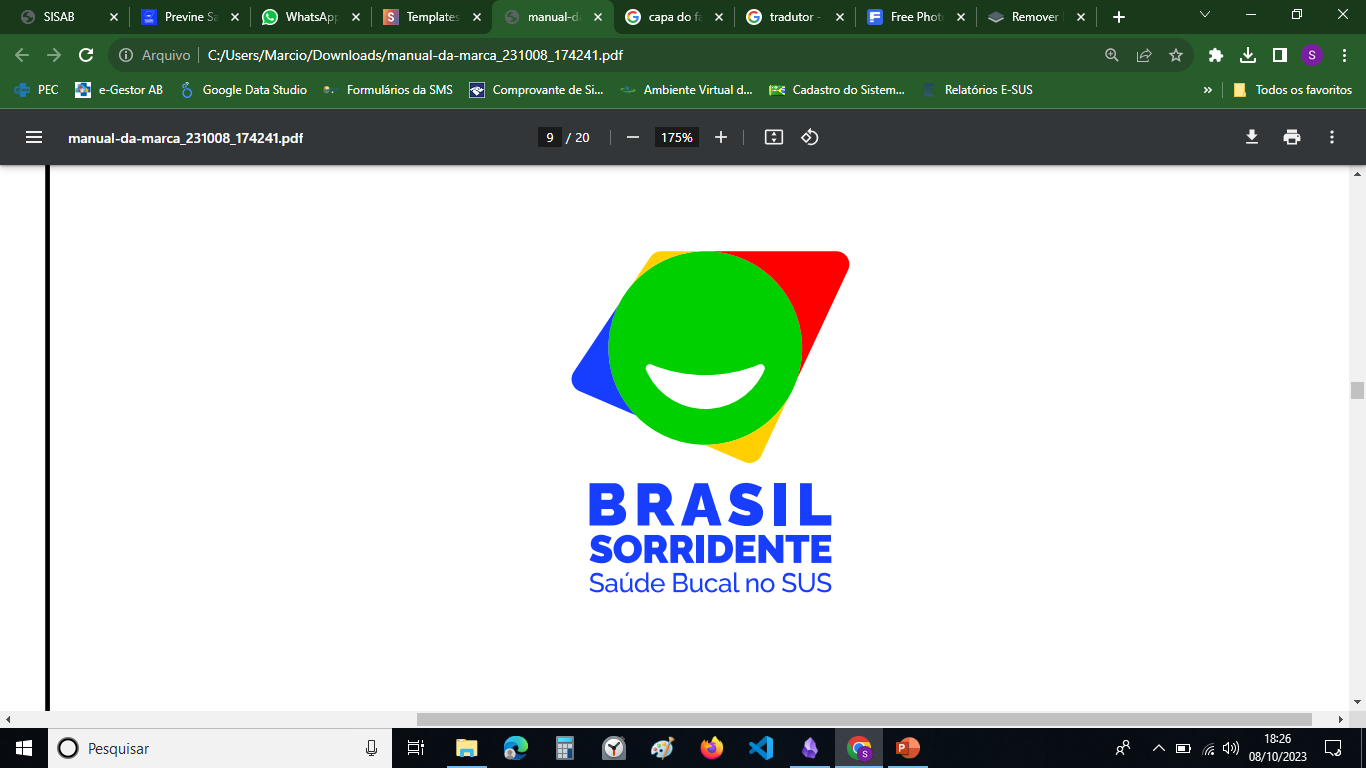 SISAB
Previne Sa
WhatsApp
Templates
manual-da
capa do fa
tradutor -
Free Phot
Remover
Arquivo
C:/Users/Marcio/Downloads/manual-da-marca_231008_174241.pdf
S
PEC
e-Gestor AB
Google Data Studio
Formulários da SMS
Comprovante de Si...
Ambiente Virtual d...
Cadastro do Sistem...
Relatórios E-SUS
»
Todos os favoritos
manual-da-marca_231008_174241.pdf
9 / 20
175%
BRASIL
SORRIDENTE
Saúde Bucal no SUS
Pesquisar
18:26
08/10/2023